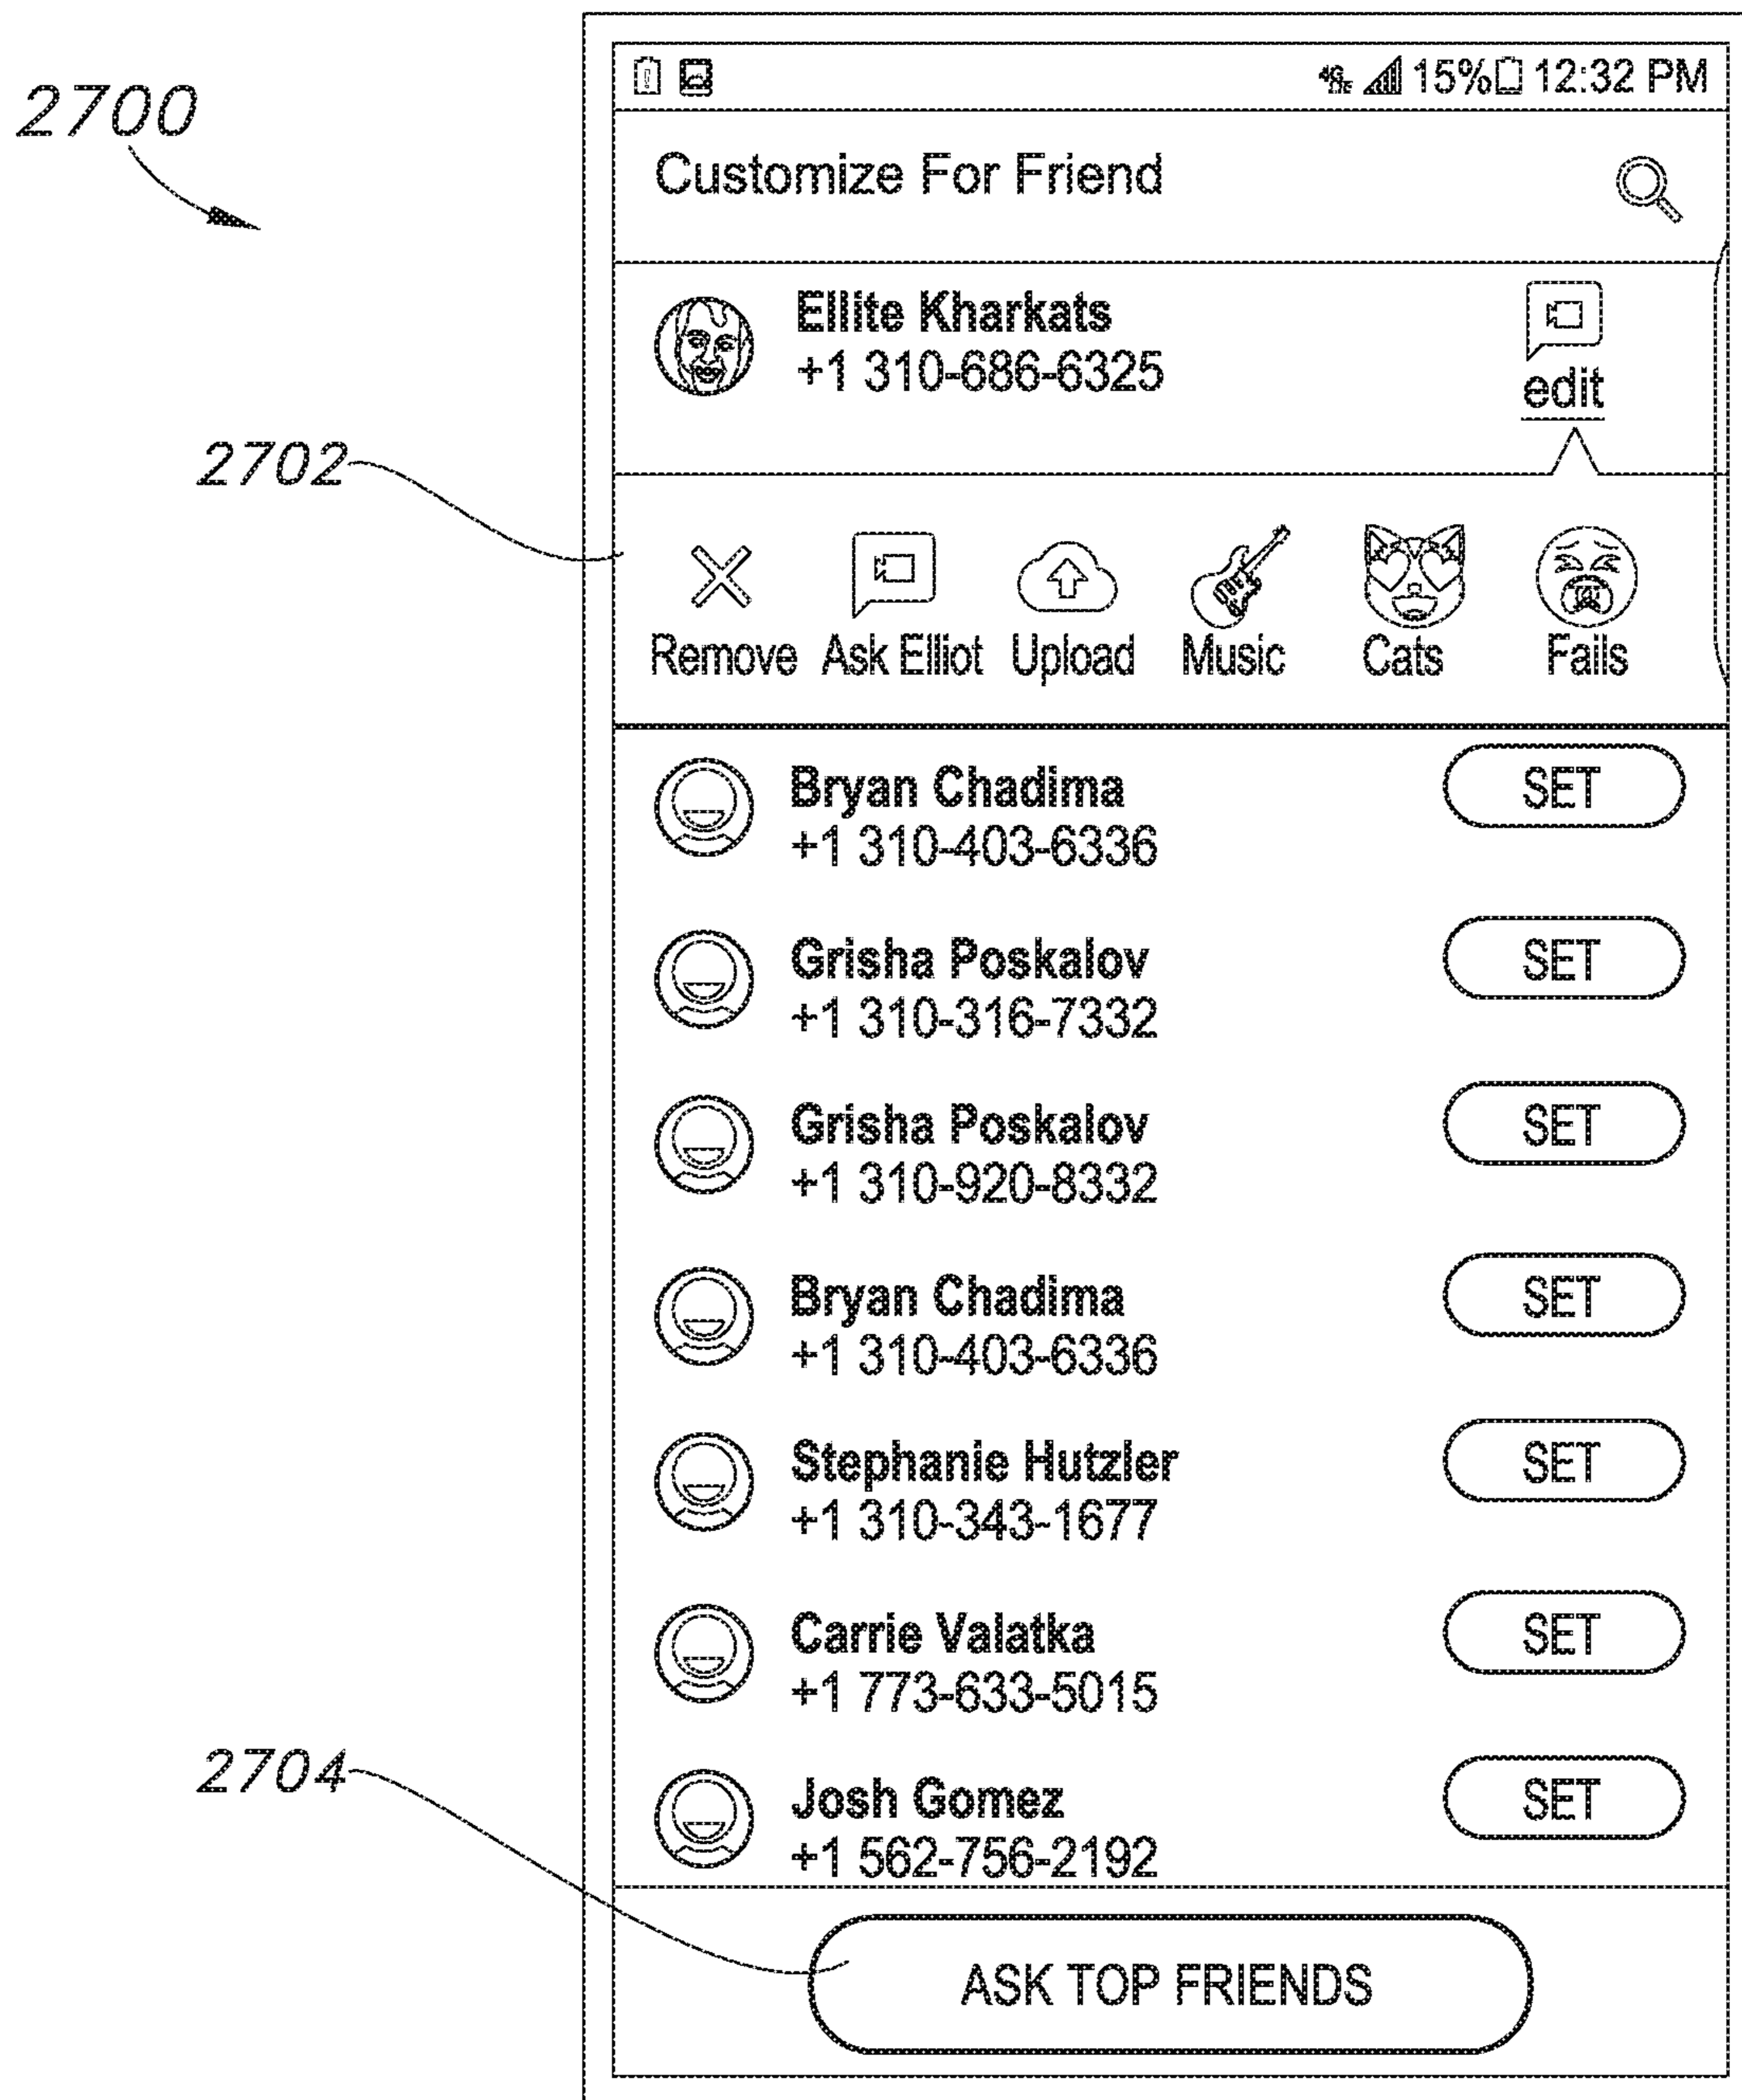 2700
4G LTE 15% 12:32 PM
Customize For Friend
Ellite Kharkats
+1 310-686-6325
edit
2702
Remove Ask Elliot Upload Music Cats Fails
Bryan Chadima SET
+1 310-403-6336
Grisha Poskalov SET
+1 310-316-7332
Grisha Poskalov SET
+1 310-920-8332
Bryan Chadima SET
+1 310-403-6336
Stephanie Hutzler SET
+1 310-343-1677
Carrie Valatka SET
+1 773-633-5015
2704
Josh Gomez SET
+1 562-756-2192
ASK TOP FRIENDS